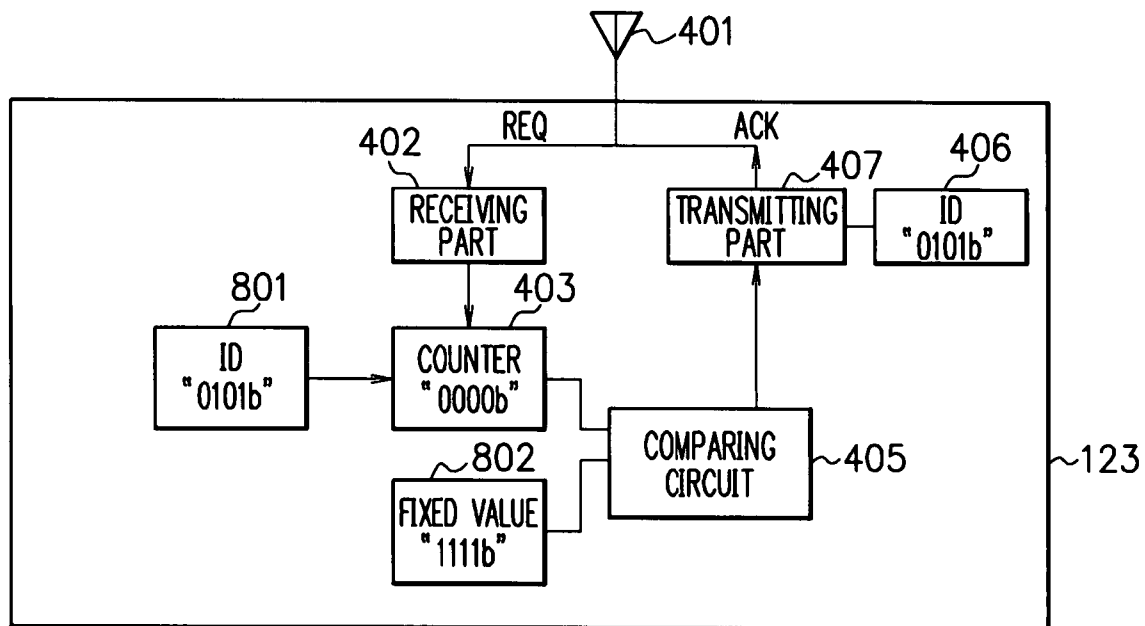 401
REQ
ACK
402
407
406
RECEIVING
PART
TRANSMITTING
PART
ID
"0101b"
801
403
ID
"0101b"
COUNTER
"0000b"
802
COMPARING
CIRCUIT
405
123
FIXED VALUE
"1111b"